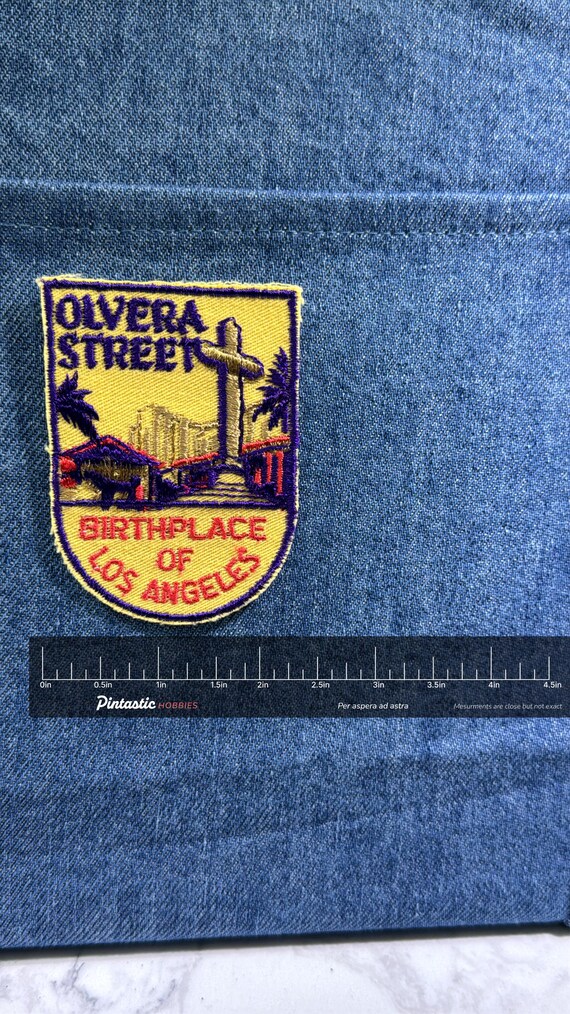 OLVERA
STREET
BIRTHPLACE
OF
LOS ANGELES
0in 0.5in 1in 1.5in 2in 2.5in 3in 3.5in 4in 4.5in
Pintastic HOBBIES Per aspera ad astra Mesurments are close but not exact